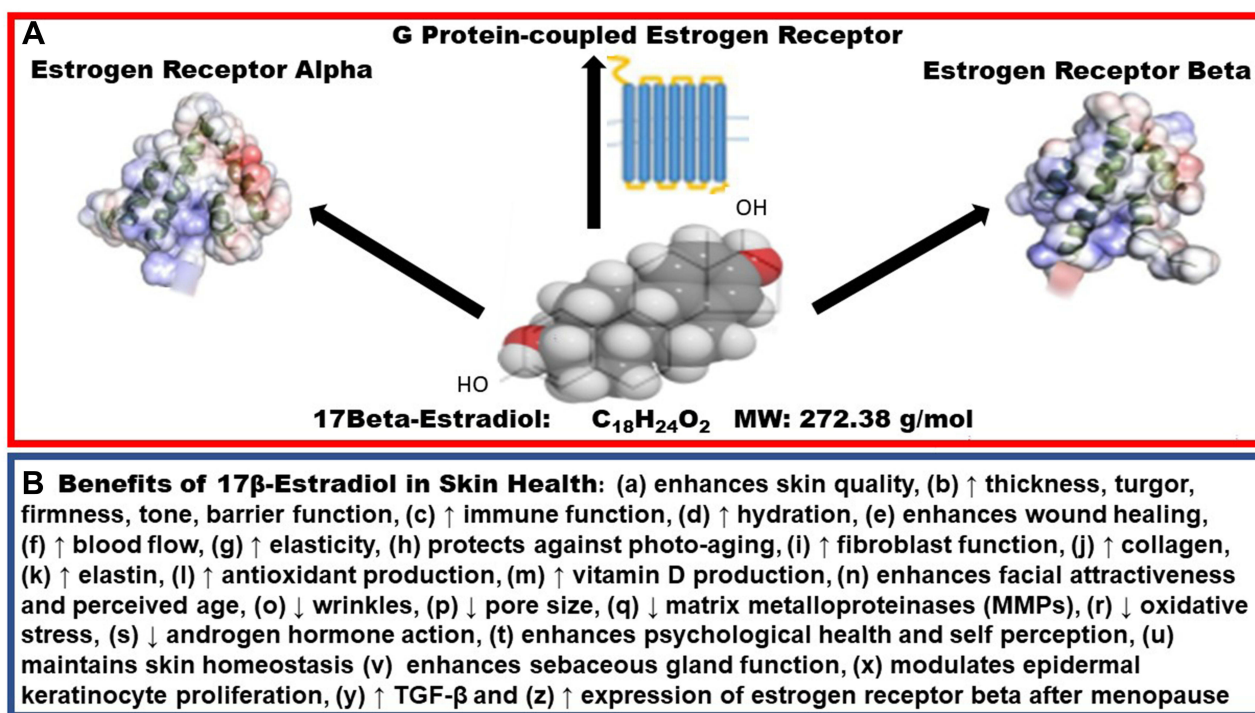 A
G Protein-coupled Estrogen Receptor
Estrogen Receptor Alpha
Estrogen Receptor Beta
OH
HO
17Beta-Estradiol: C₁₈H₂₄O₂ MW: 272.38 g/mol
B Benefits of 17β-Estradiol in Skin Health: (a) enhances skin quality, (b) ↑ thickness, turgor,
firmness, tone, barrier function, (c) ↑ immune function, (d) ↑ hydration, (e) enhances wound healing,
(f) ↑ blood flow, (g) ↑ elasticity, (h) protects against photo-aging, (i) ↑ fibroblast function, (j) ↑ collagen,
(k) ↑ elastin, (l) ↑ antioxidant production, (m) ↑ vitamin D production, (n) enhances facial attractiveness
and perceived age, (o) ↓ wrinkles, (p) ↓ pore size, (q) ↓ matrix metalloproteinases (MMPs), (r) ↓ oxidative
stress, (s) ↓ androgen hormone action, (t) enhances psychological health and self perception, (u)
maintains skin homeostasis (v) enhances sebaceous gland function, (x) modulates epidermal
keratinocyte proliferation, (y) ↑ TGF-β and (z) ↑ expression of estrogen receptor beta after menopause